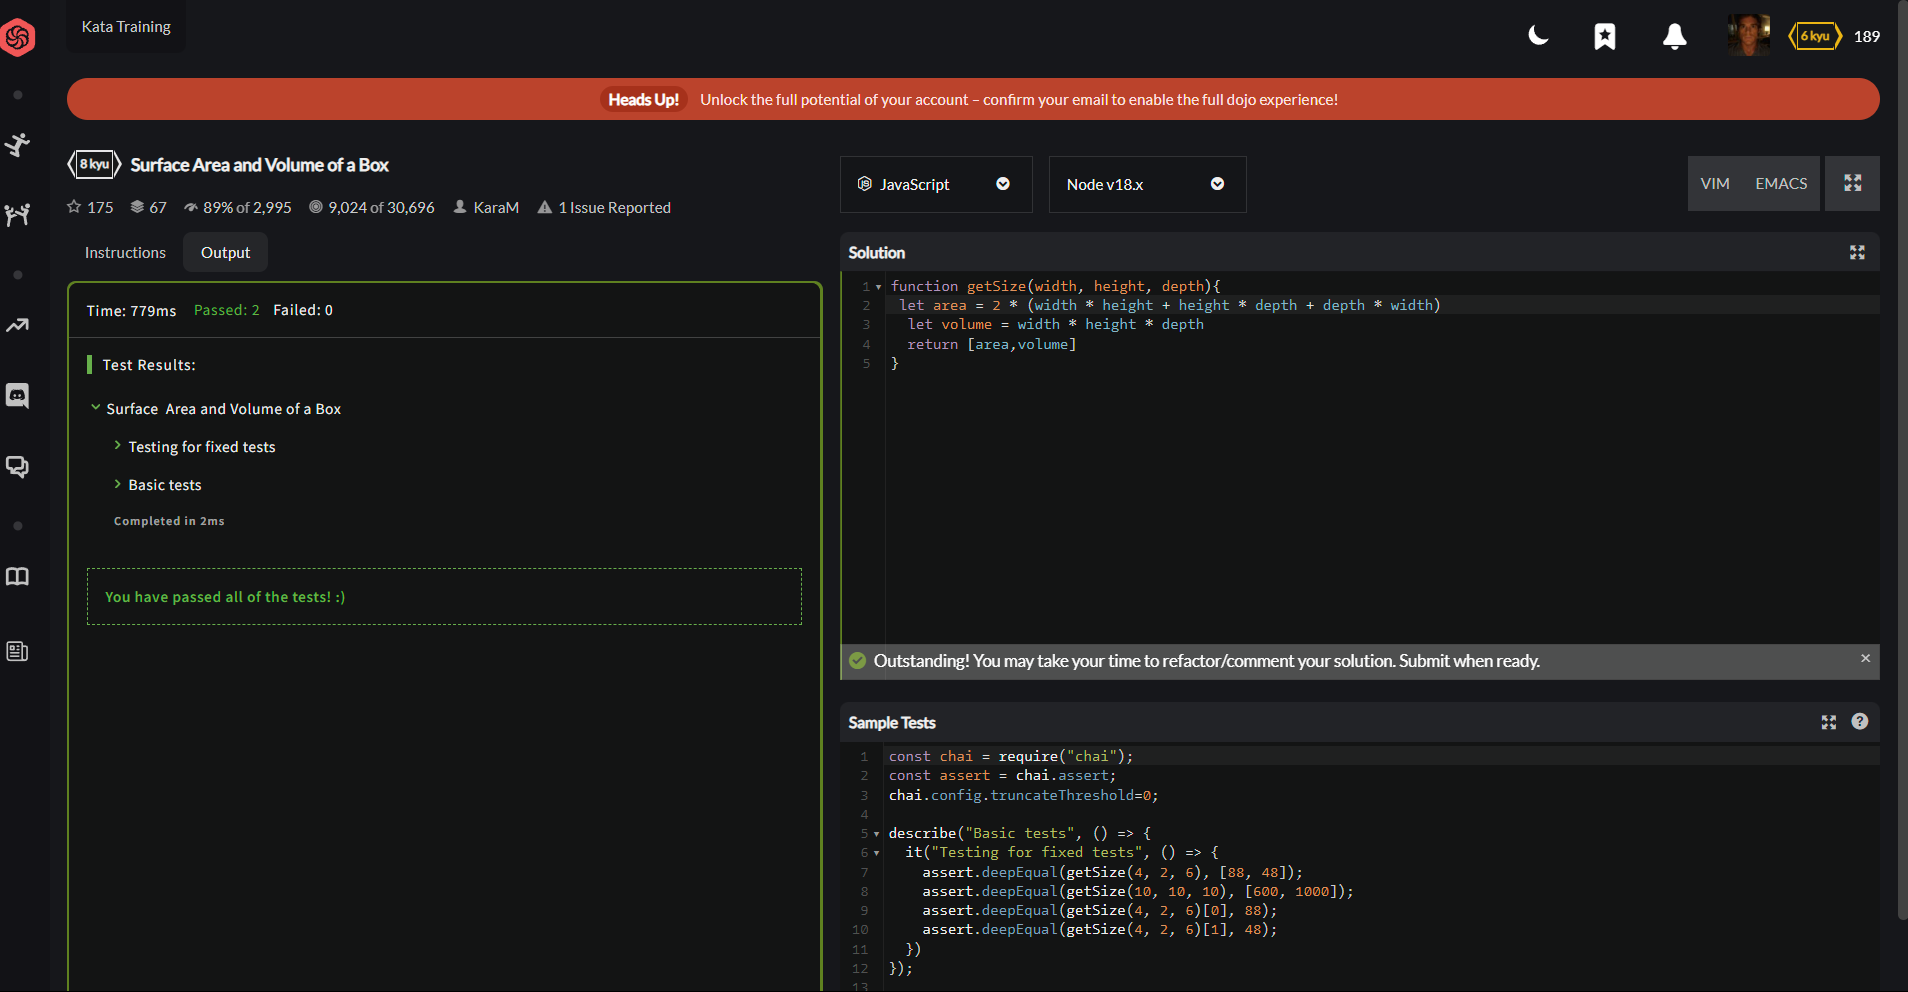 Kata Training
6 kyu
189
Heads Up! Unlock the full potential of your account – confirm your email to enable the full dojo experience!
8 kyu Surface Area and Volume of a Box
175 67 89% of 2,995 9,024 of 30,696 KaraM 1 Issue Reported
Instructions Output
Time: 779ms Passed: 2 Failed: 0
Test Results:
Surface Area and Volume of a Box
Testing for fixed tests
Basic tests
Completed in 2ms
You have passed all of the tests! :)
JavaScript
Node v18.x
VIM EMACS
Solution
1 function getSize(width, height, depth){
2 let area = 2 * (width * height + height * depth + depth * width)
3 let volume = width * height * depth
4 return [area,volume]
5 }
Outstanding! You may take your time to refactor/comment your solution. Submit when ready.
Sample Tests
1 const chai = require("chai");
2 const assert = chai.assert;
3 chai.config.truncateThreshold=0;
4
5 describe("Basic tests", () => {
6 it("Testing for fixed tests", () => {
7 assert.deepEqual(getSize(4, 2, 6), [88, 48]);
8 assert.deepEqual(getSize(10, 10, 10), [600, 1000]);
9 assert.deepEqual(getSize(4, 2, 6)[0], 88);
10 assert.deepEqual(getSize(4, 2, 6)[1], 48);
11 })
12 });
13